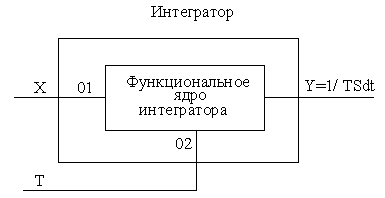 Интегратор
X
01
Функциональное
ядро
интегратора
Y=1/ TSdt
02
T